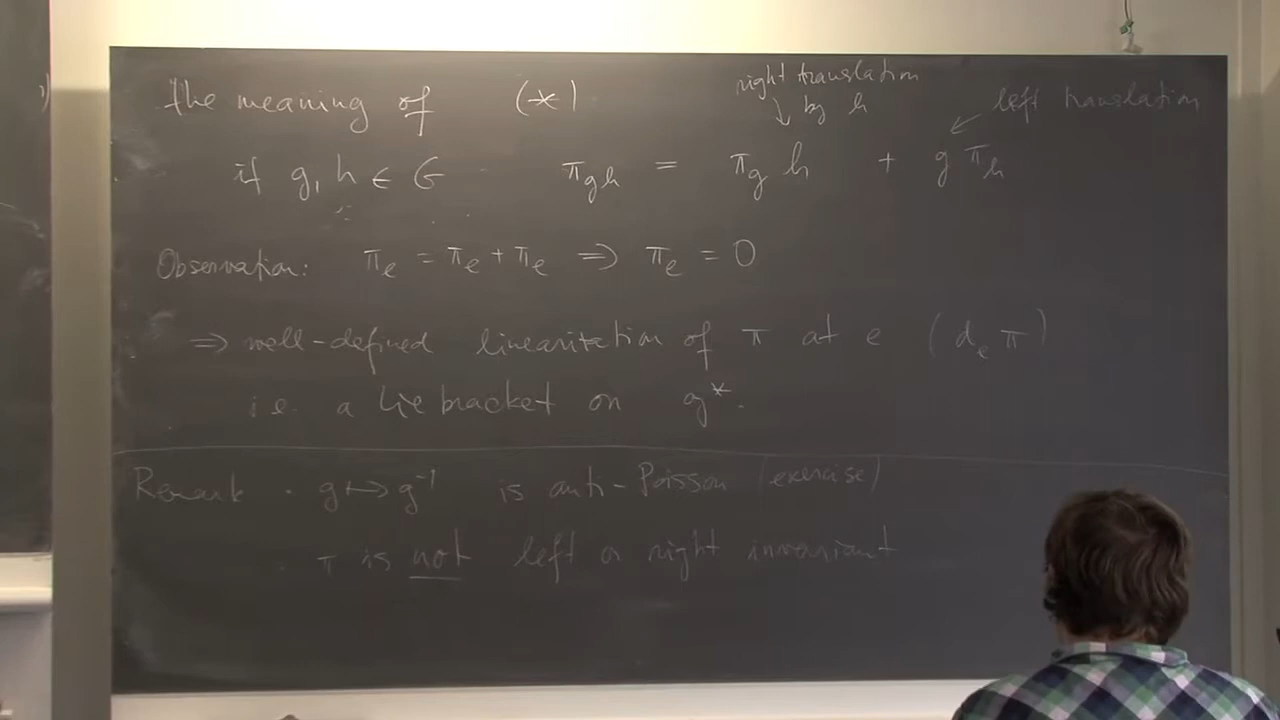 the meaning of (*)
right translation by h
left translation
if g, h ∈ G π_{gh} = π_g h + g π_h
Observation: π_e = π_e + π_e ⇒ π_e = 0
⇒ well-defined linearization of π at e (d_e π)
i.e. a Lie bracket on g*.
Remark · g ↦ g⁻¹ is anti-Poisson (exercise)
· π is not left or right invariant